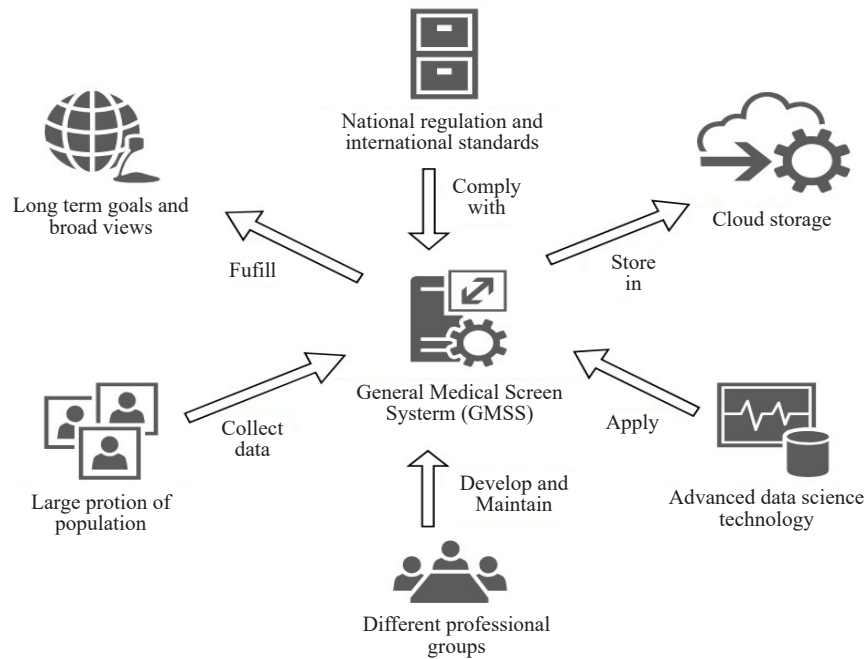 National regulation and
international standards
Comply
with
Long term goals and
broad views
Fufill
Cloud storage
Store
in
General Medical Screen
Systerm (GMSS)
Large protion of
population
Collect
data
Apply
Advanced data science
technology
Develop and
Maintain
Different professional
groups